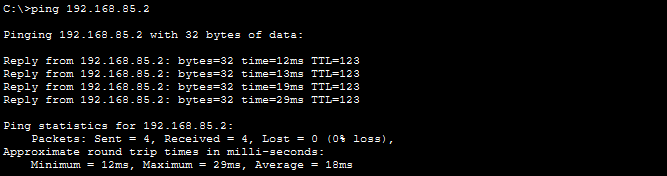 C:\>ping 192.168.85.2
Pinging 192.168.85.2 with 32 bytes of data:
Reply from 192.168.85.2: bytes=32 time=12ms TTL=123
Reply from 192.168.85.2: bytes=32 time=13ms TTL=123
Reply from 192.168.85.2: bytes=32 time=19ms TTL=123
Reply from 192.168.85.2: bytes=32 time=29ms TTL=123
Ping statistics for 192.168.85.2:
    Packets: Sent = 4, Received = 4, Lost = 0 (0% loss),
Approximate round trip times in milli-seconds:
    Minimum = 12ms, Maximum = 29ms, Average = 18ms